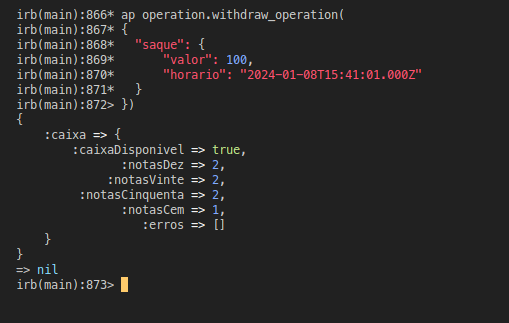 irb(main):866* ap operation.withdraw_operation(
irb(main):867* {
irb(main):868*   "saque": {
irb(main):869*       "valor": 100,
irb(main):870*       "horario": "2024-01-08T15:41:01.000Z"
irb(main):871*   }
irb(main):872> })
{
    :caixa => {
        :caixaDisponivel => true,
               :notasDez => 2,
             :notasVinte => 2,
         :notasCinquenta => 2,
               :notasCem => 1,
                  :erros => []
    }
}
=> nil
irb(main):873>